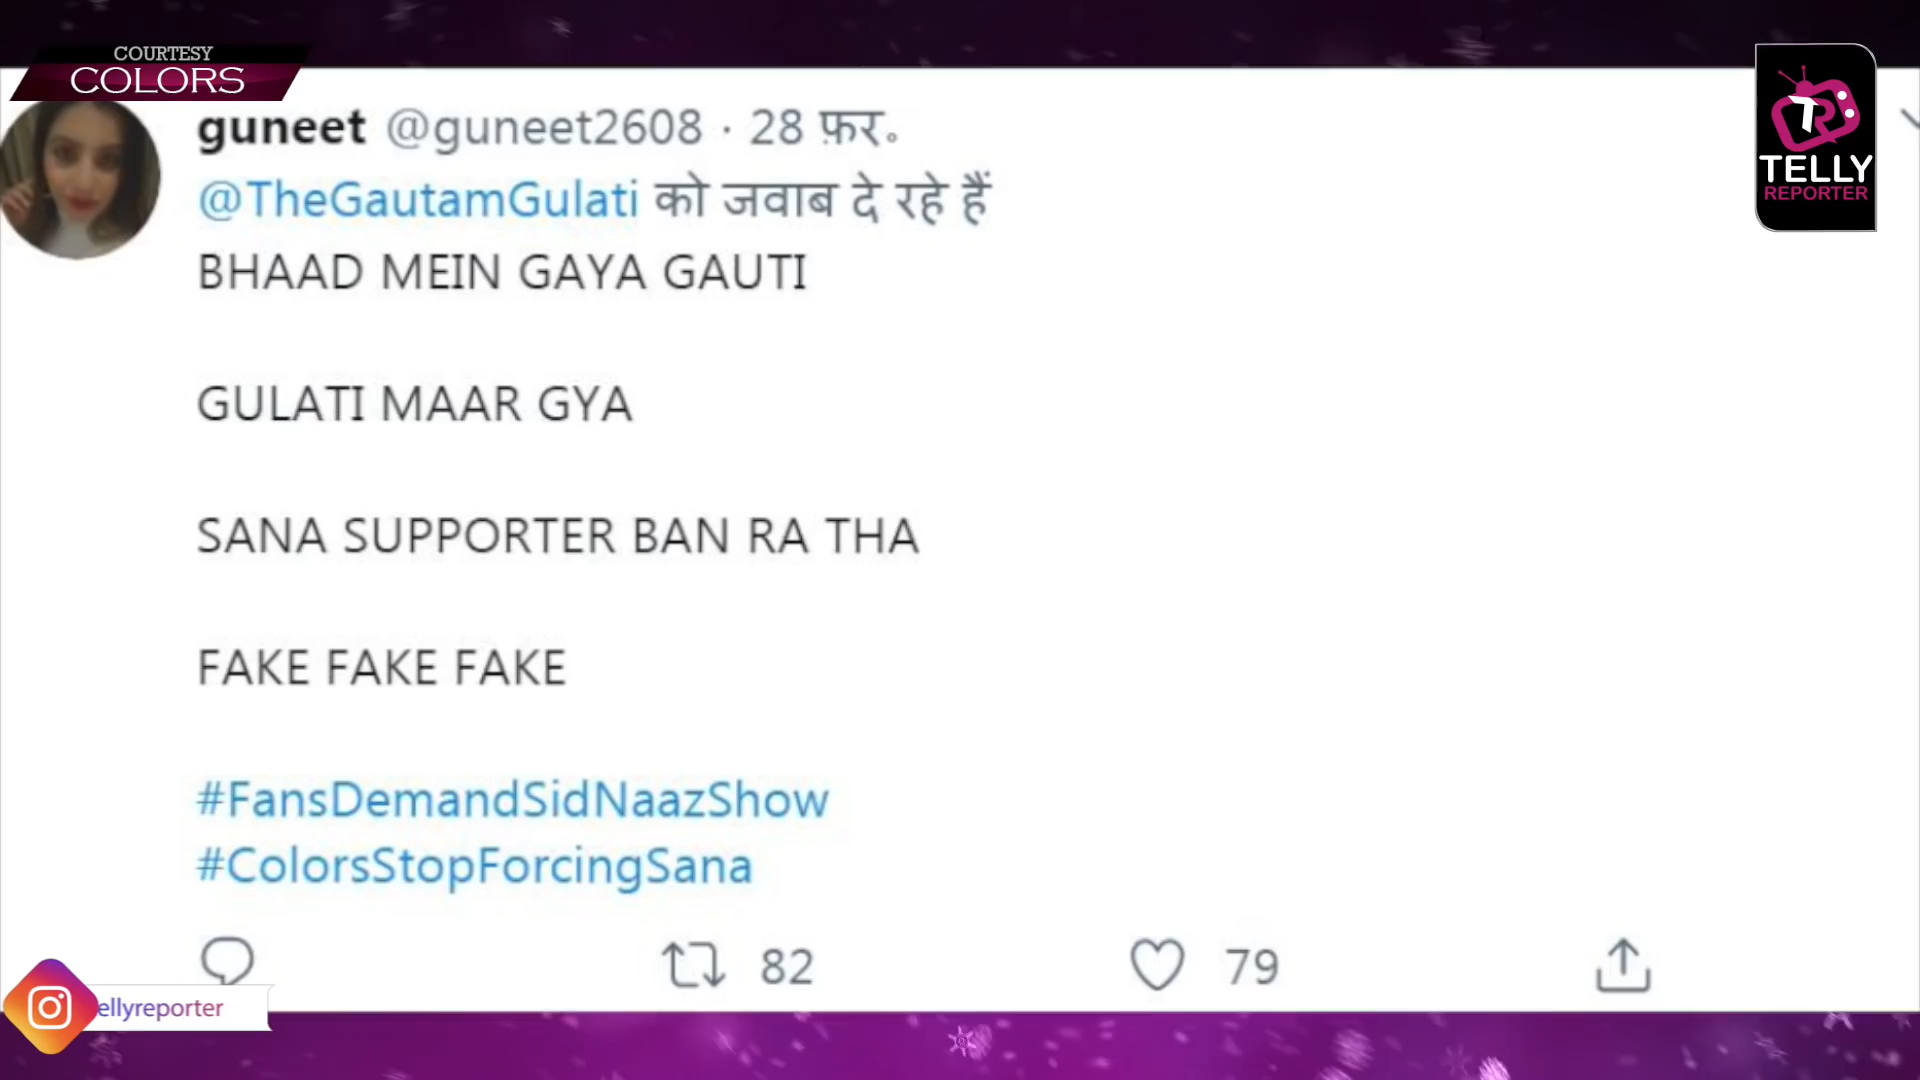 COURTESY
COLORS
guneet @guneet2608 · 28 फ़र॰
@TheGautamGulati को जवाब दे रहे हैं
BHAAD MEIN GAYA GAUTI
GULATI MAAR GYA
SANA SUPPORTER BAN RA THA
FAKE FAKE FAKE
#FansDemandSidNaazShow
#ColorsStopForcingSana
82 79
TR
TELLY
REPORTER
ellyreporter